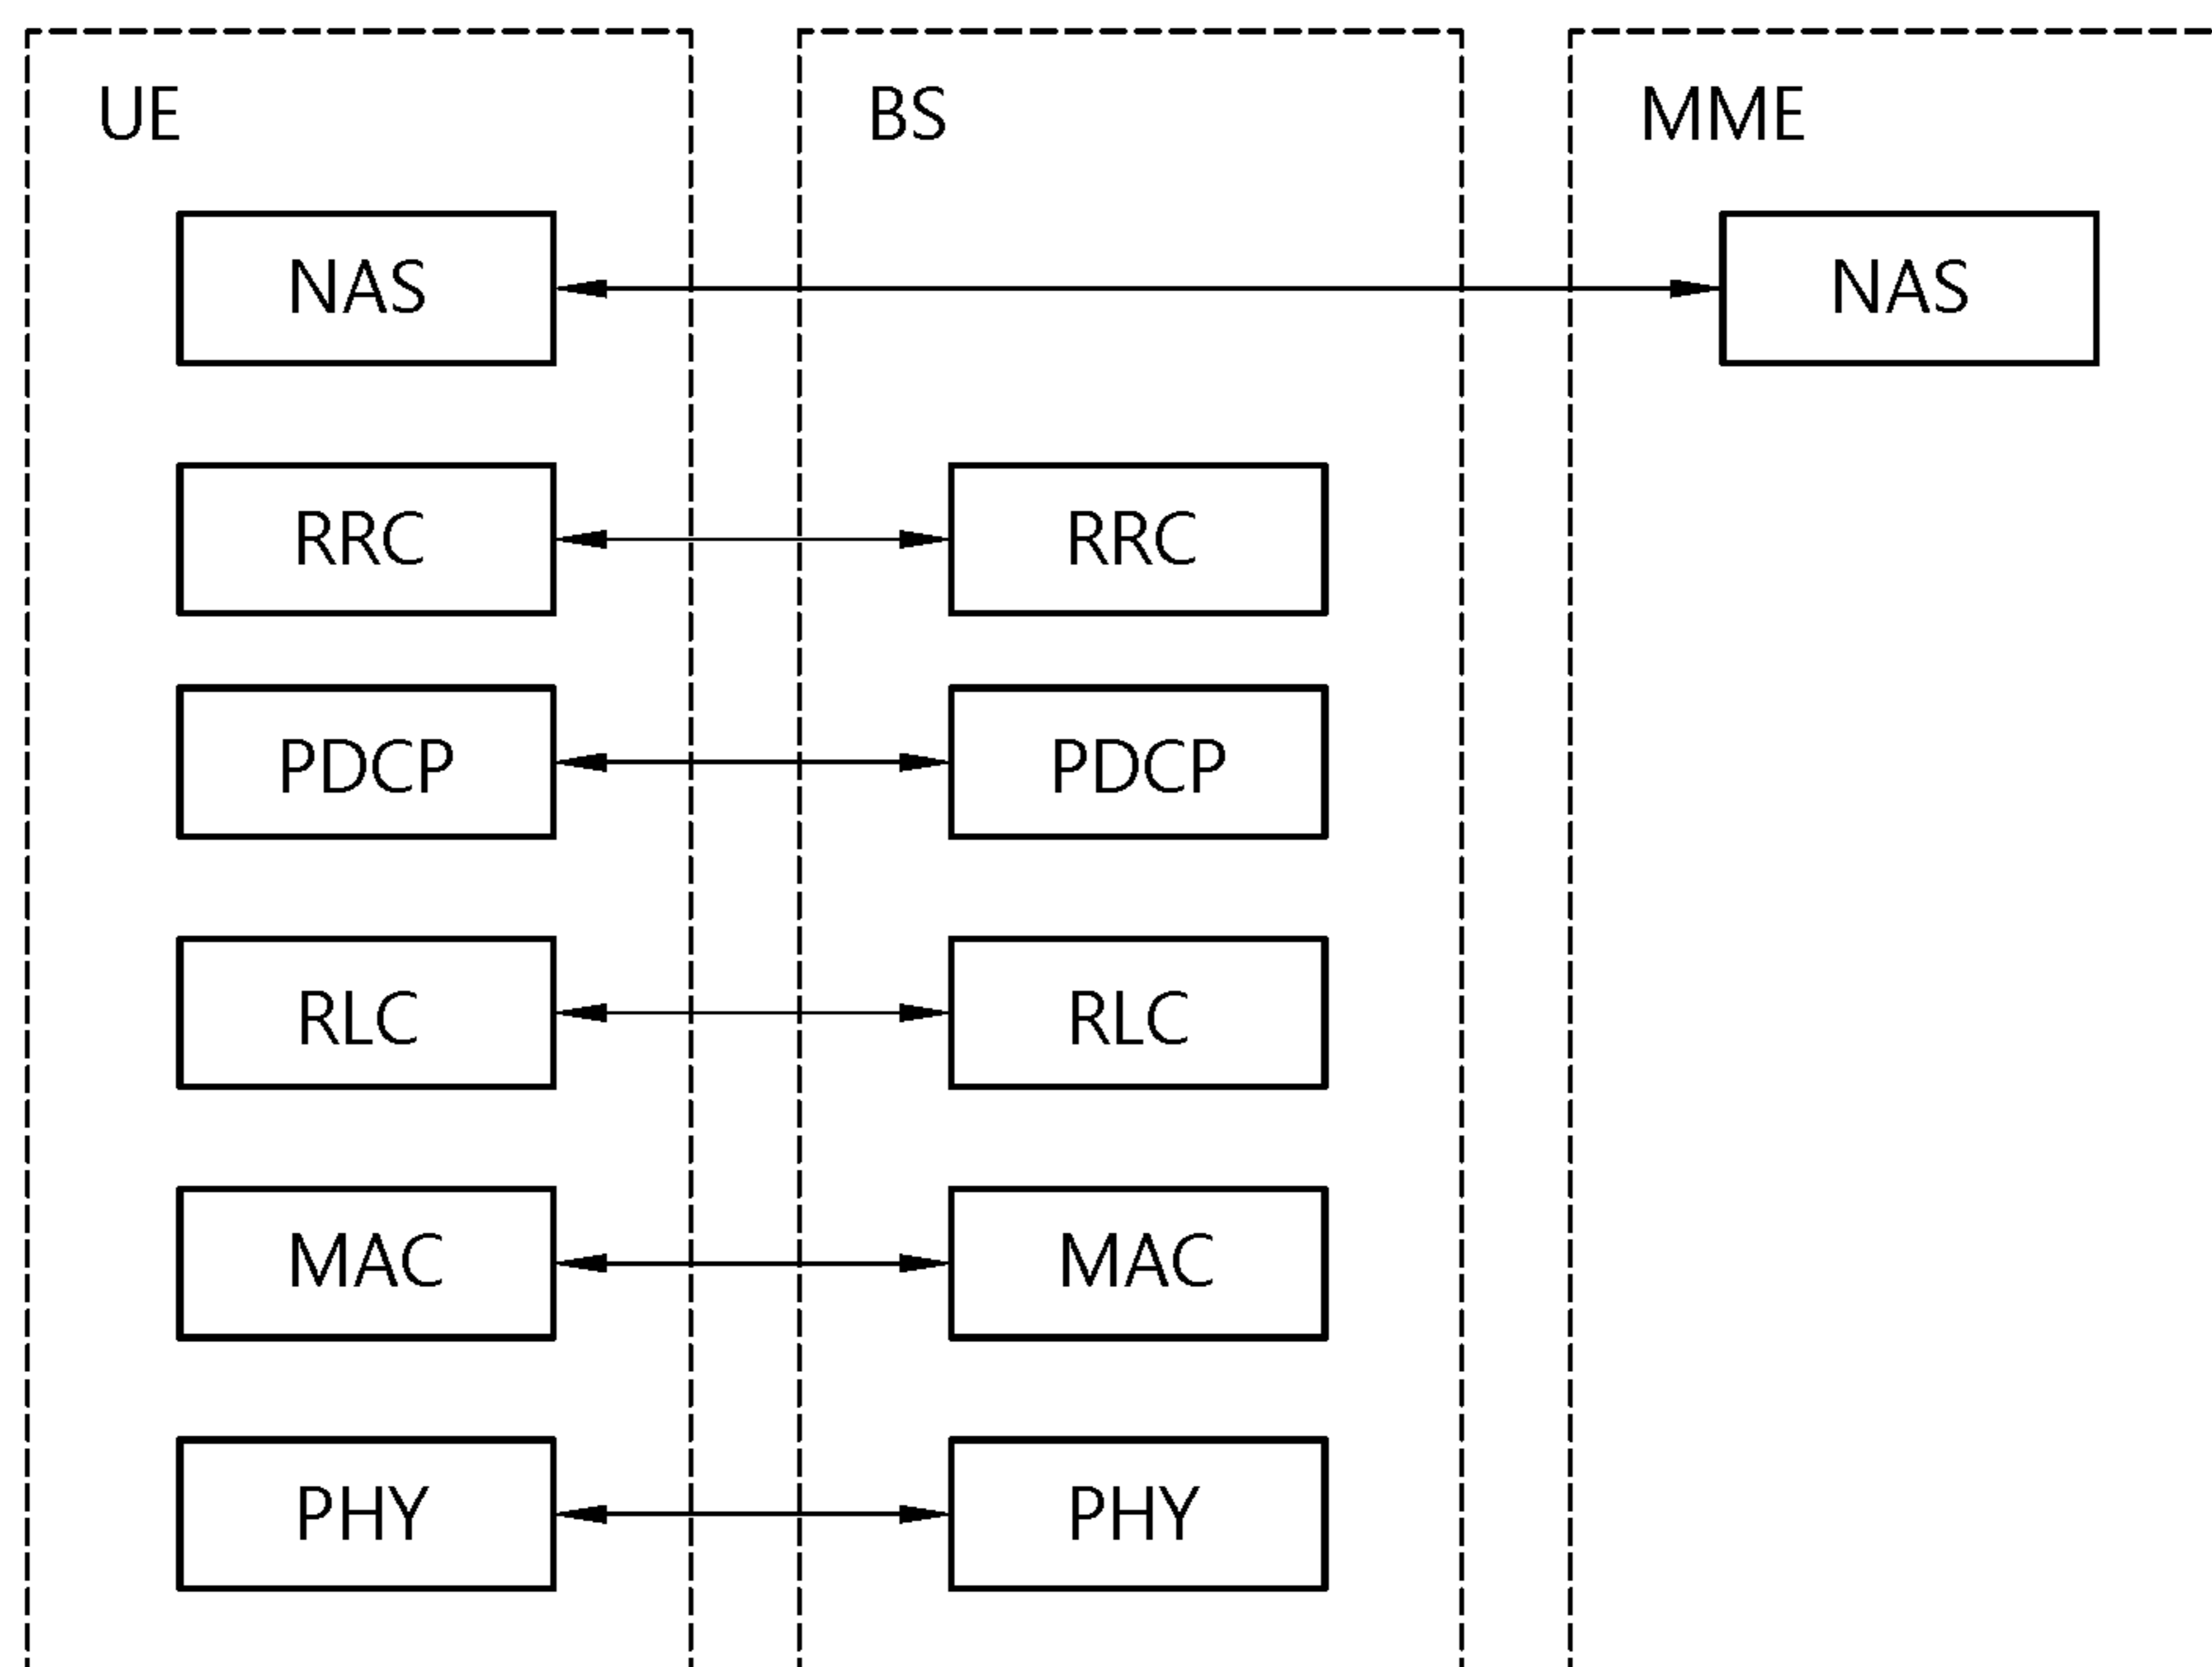 UE BS MME
NAS NAS
RRC RRC
PDCP PDCP
RLC RLC
MAC MAC
PHY PHY